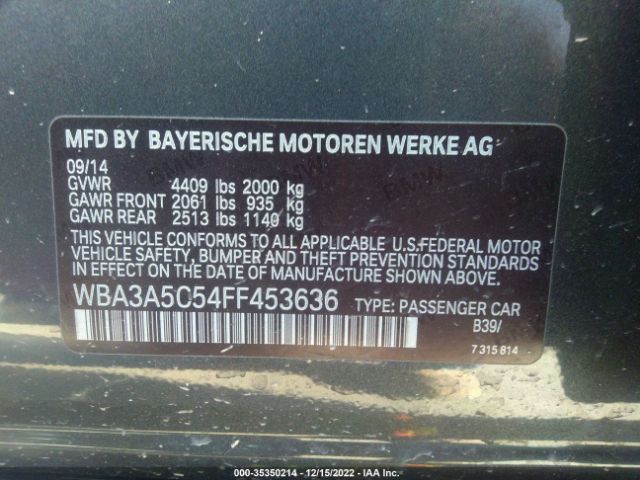 MFD BY BAYERISCHE MOTOREN WERKE AG
09/14
GVWR 4409 lbs 2000 kg
GAWR FRONT 2061 lbs 935 kg
GAWR REAR 2513 lbs 1140 kg
THIS VEHICLE CONFORMS TO ALL APPLICABLE U.S.FEDERAL MOTOR
VEHICLE SAFETY, BUMPER AND THEFT PREVENTION STANDARDS
IN EFFECT ON THE DATE OF MANUFACTURE SHOWN ABOVE.
WBA3A5C54FF453636 TYPE: PASSENGER CAR
B39/
7 315 814
000-35350214 - 12/15/2022 - IAA Inc.